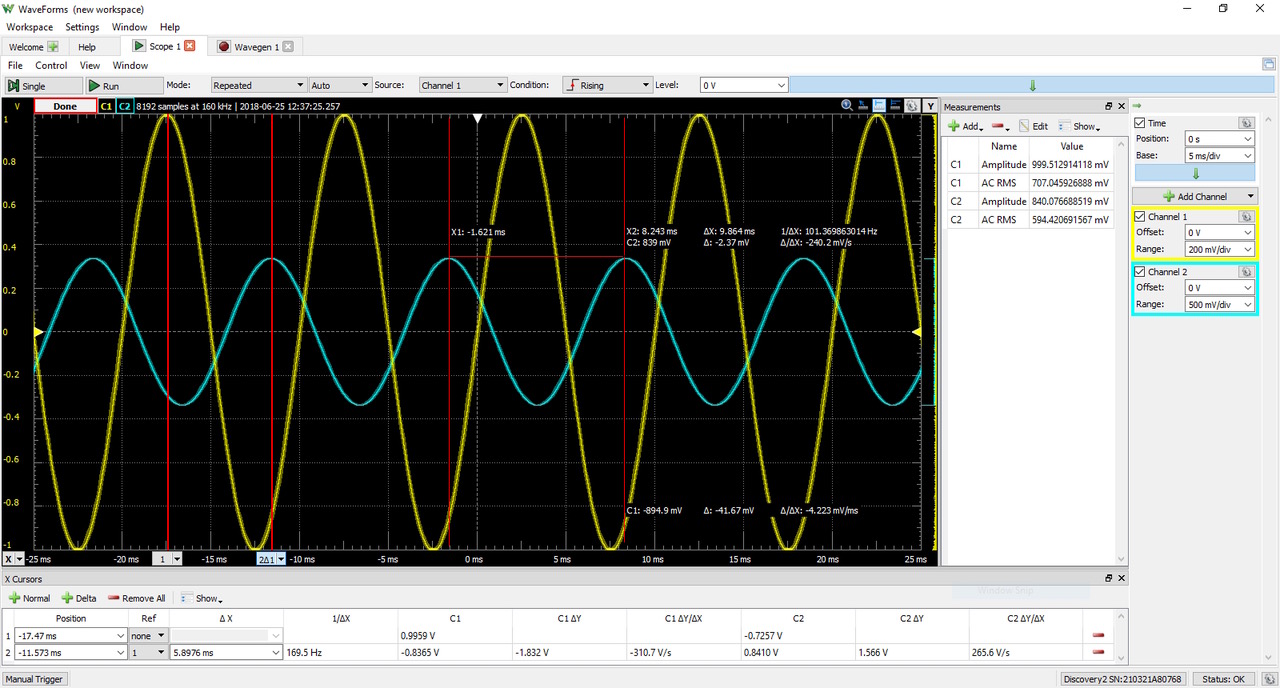 WaveForms (new workspace)
Workspace Settings Window Help
Welcome Help Scope 1 Wavegen 1
File Control View Window
Single Run Mode: Repeated Auto Source: Channel 1 Condition: Rising Level: 0 V
V Done C1 C2 8192 samples at 160 kHz | 2018-06-25 12:37:25.257 Y
1
0.8
0.6
0.4
0.2
0
-0.2
-0.4
-0.6
-0.8
-1
X1: -1.621 ms
X2: 8.243 ms ΔX: 9.864 ms 1/ΔX: 101.369863014 Hz
C2: 839 mV Δ: -2.37 mV Δ/ΔX: -240.2 mV/s
C1: -894.9 mV Δ: -41.67 mV Δ/ΔX: -4.223 mV/ms
X -25 ms -20 ms 1 -15 ms 2Δ1 -10 ms -5 ms 0 ms 5 ms 10 ms 15 ms 20 ms 25 ms
Measurements
Add Edit Show
Name Value
C1 Amplitude 999.512914118 mV
C1 AC RMS 707.045926888 mV
C2 Amplitude 840.076688519 mV
C2 AC RMS 594.420691567 mV
Time
Position: 0 s
Base: 5 ms/div
Add Channel
Channel 1
Offset: 0 V
Range: 200 mV/div
Channel 2
Offset: 0 V
Range: 500 mV/div
X Cursors
Normal Delta Remove All Show
Position Ref Δ X 1/ΔX C1 C1 ΔY C1 ΔY/ΔX C2 C2 ΔY C2 ΔY/ΔX
1 -17.47 ms none 0.9959 V -0.7257 V
2 -11.573 ms 1 5.8976 ms 169.5 Hz -0.8365 V -1.832 V -310.7 V/s 0.8410 V 1.566 V 265.6 V/s
Window Snip
Manual Trigger Discovery2 SN:210321A80768 Status: OK